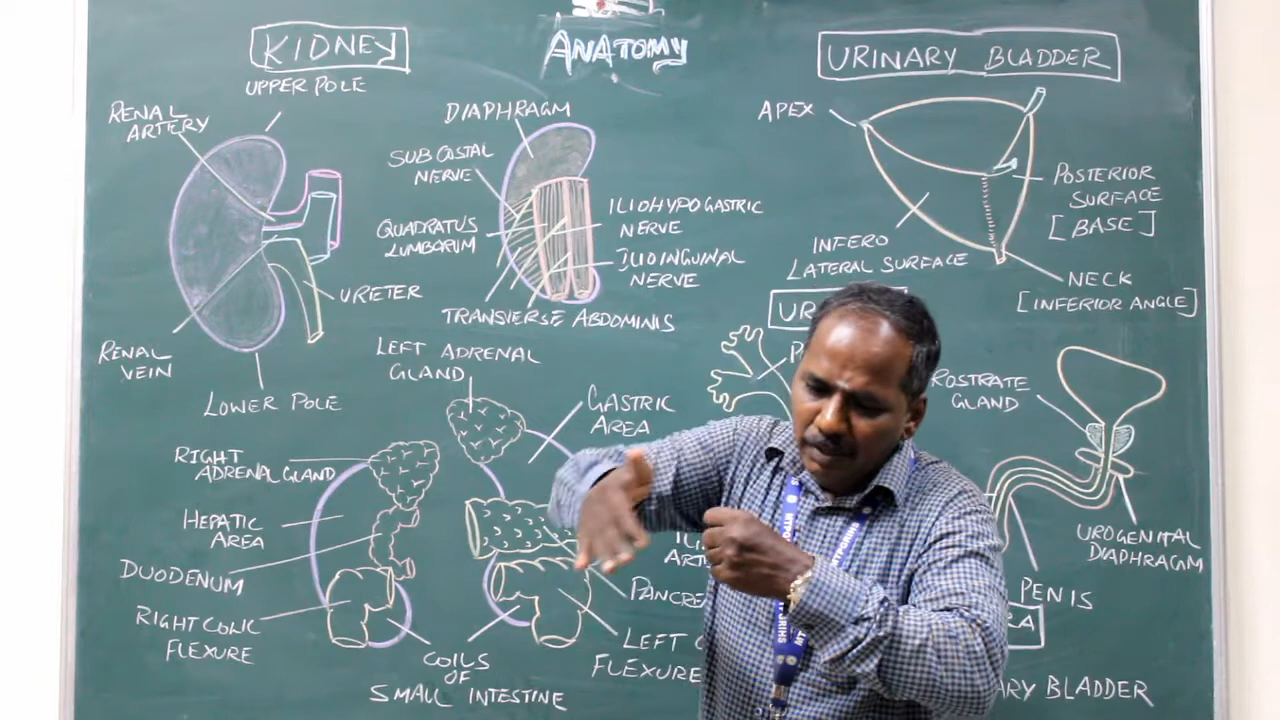 ANATOMY
KIDNEY
UPPER POLE
RENAL
ARTERY
URETER
RENAL
VEIN
LOWER POLE
DIAPHRAGM
SUB COSTAL
NERVE
QUADRATUS
LUMBARUM
ILIOHYPOGASTRIC
NERVE
ILIOINGUINAL
NERVE
TRANSVERSE ABDOMINIS
URINARY BLADDER
APEX
POSTERIOR
SURFACE
[BASE]
INFERO
LATERAL SURFACE
NECK
[INFERIOR ANGLE]
RIGHT
ADRENAL GLAND
HEPATIC
AREA
DUODENUM
RIGHT COLIC
FLEXURE
LEFT ADRENAL
GLAND
GASTRIC
AREA
PANCRE
LEFT C
FLEXURE
COILS
OF
SMALL INTESTINE
UR
P
ROSTRATE
GLAND
UROGENITAL
DIAPHRAGM
PENIS
RA
ARY BLADDER